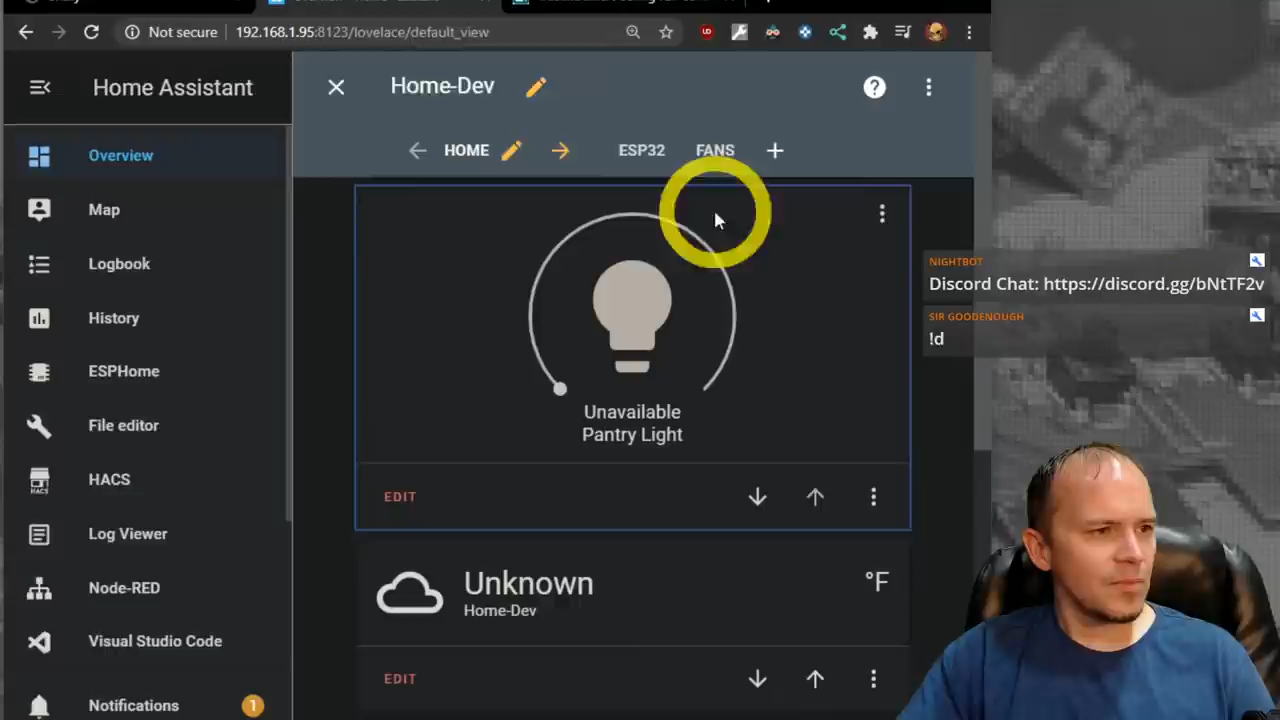 Not secure
192.168.1.95:8123/lovelace/default_view
Home Assistant
Home-Dev
HOME
ESP32
FANS
Overview
Map
Logbook
History
ESPHome
File editor
HACS
HACS
Log Viewer
Node-RED
Visual Studio Code
Notifications
1
Unavailable
Pantry Light
EDIT
Unknown
Home-Dev
°F
EDIT
NIGHTBOT
Discord Chat: https://discord.gg/bNtTF2v
SIR GOODENOUGH
!d